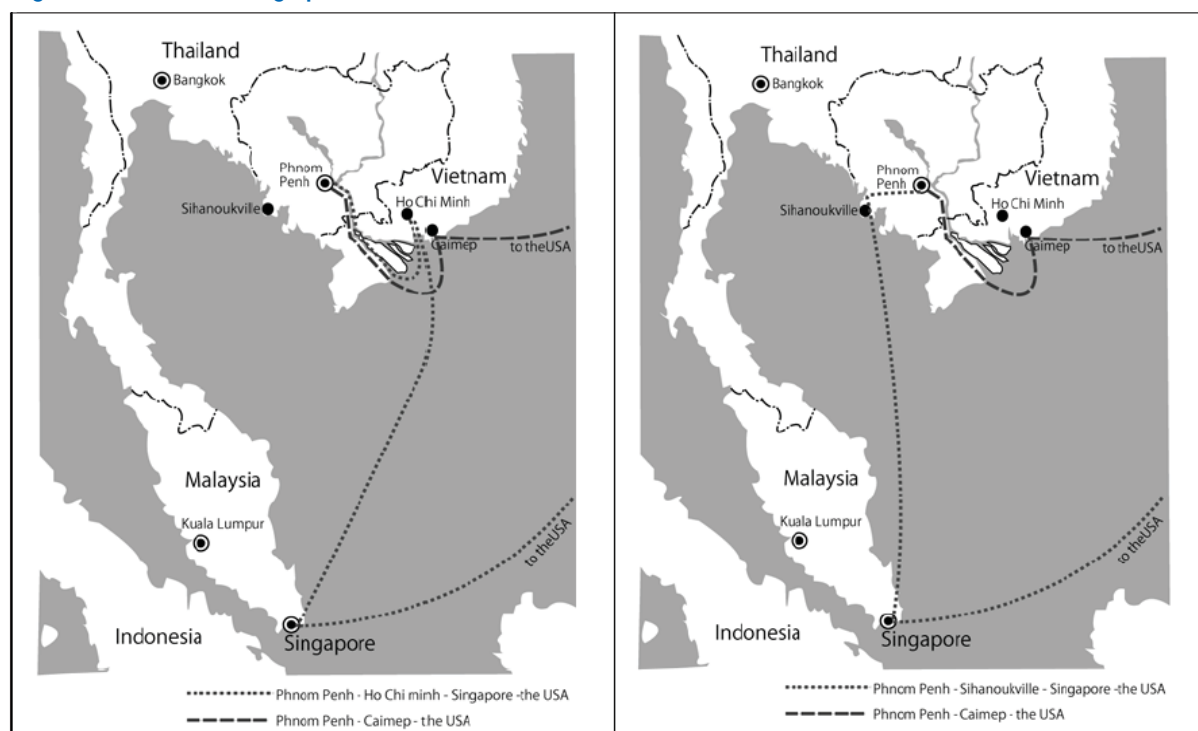 Thailand
Bangkok
Phnom
Penh
Vietnam
Ho Chi Minh
Sihanoukville
Caimep
to theUSA
Malaysia
Kuala Lumpur
to theUSA
Indonesia
Singapore
Phnom Penh - Ho Chi minh - Singapore -the USA
Phnom Penh - Caimep - the USA
Thailand
Bangkok
Phnom
Penh
Vietnam
Ho Chi Minh
Sihanoukville
Caimep
to theUSA
Malaysia
Kuala Lumpur
to theUSA
Indonesia
Singapore
Phnom Penh - Sihanoukville - Singapore -the USA
Phnom Penh - Caimep - the USA